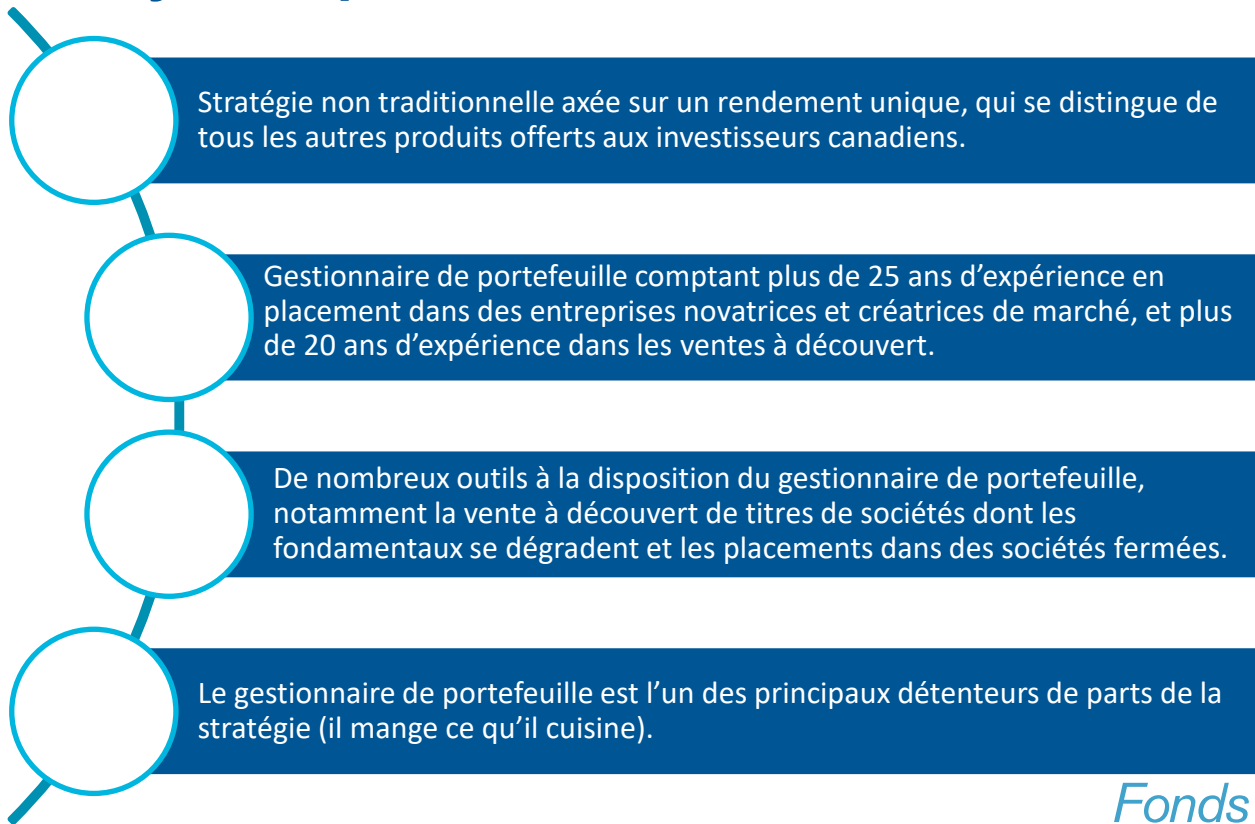 Stratégie non traditionnelle axée sur un rendement unique, qui se distingue de
tous les autres produits offerts aux investisseurs canadiens.
Gestionnaire de portefeuille comptant plus de 25 ans d’expérience en
placement dans des entreprises novatrices et créatrices de marché, et plus
de 20 ans d’expérience dans les ventes à découvert.
De nombreux outils à la disposition du gestionnaire de portefeuille,
notamment la vente à découvert de titres de sociétés dont les
fondamentaux se dégradent et les placements dans des sociétés fermées.
Le gestionnaire de portefeuille est l’un des principaux détenteurs de parts de la
stratégie (il mange ce qu’il cuisine).
Fonds